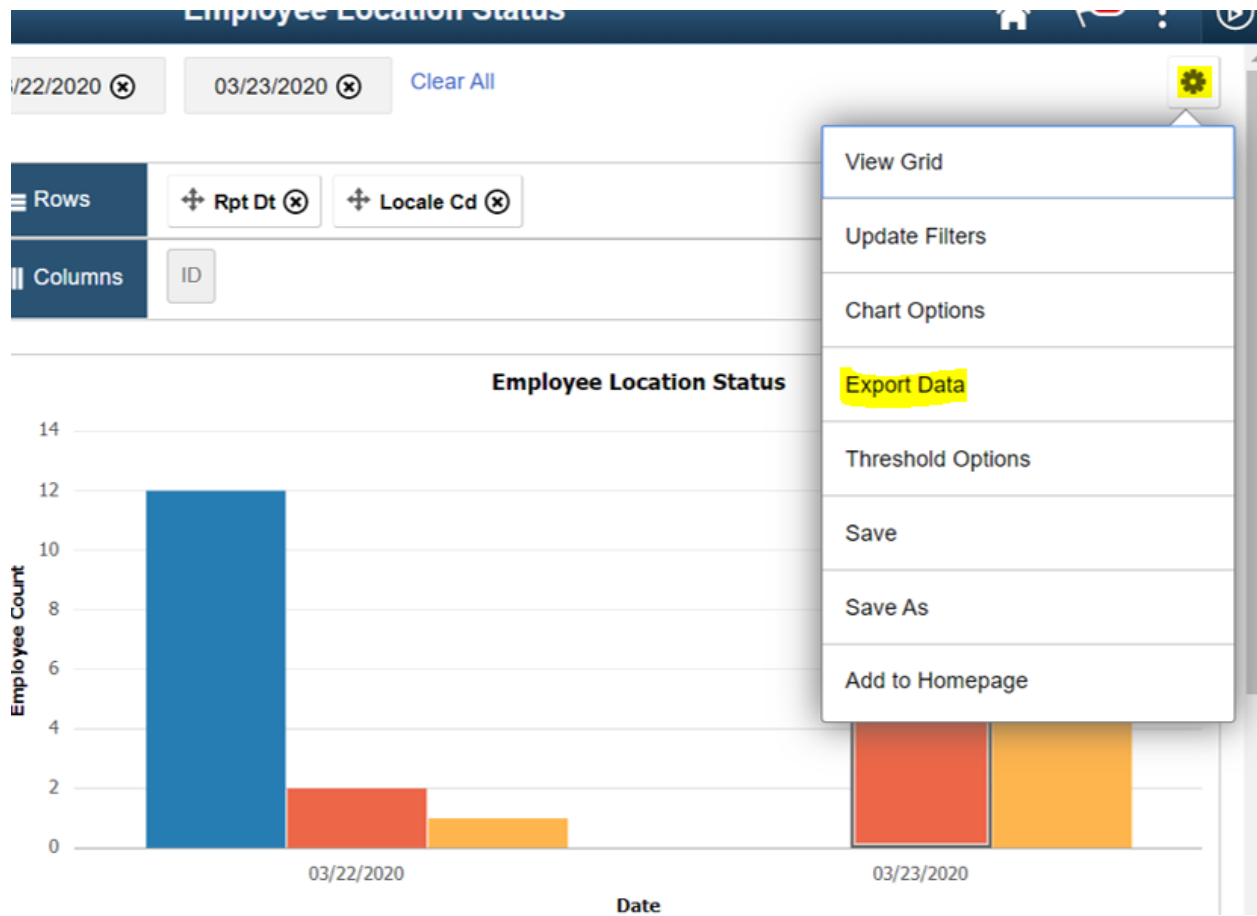 Employee Location Status
/22/2020
03/23/2020
Clear All
View Grid
Rows
Rpt Dt
Locale Cd
Update Filters
Columns
ID
Chart Options
Employee Location Status
Export Data
Threshold Options
Save
Save As
Add to Homepage
14
12
10
8
6
4
2
0
Employee Count
03/22/2020
03/23/2020
Date